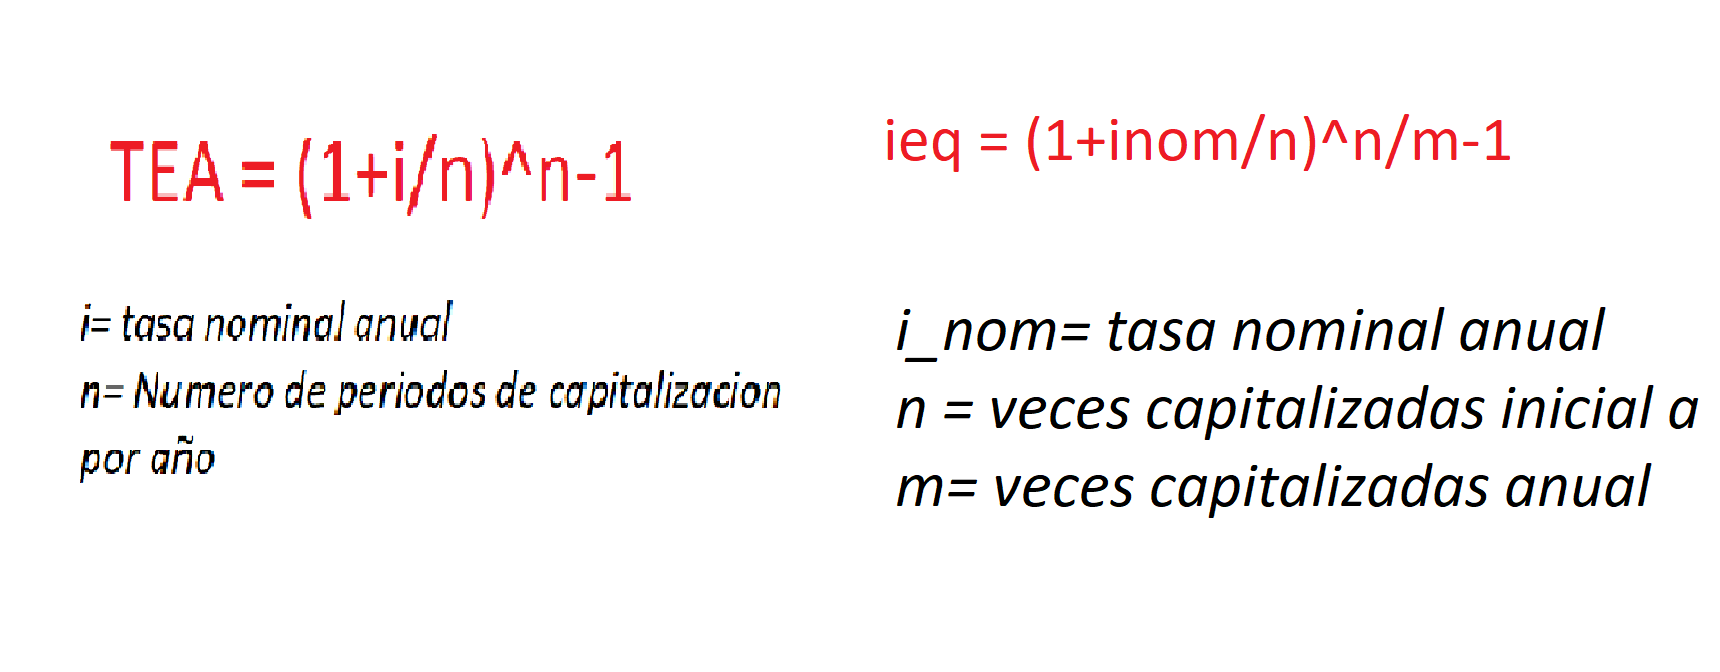 TEA = (1+i/n)^n-1
i= tasa nominal anual
n= Numero de periodos de capitalizacion
por año
ieq = (1+inom/n)^n/m-1
i_nom= tasa nominal anual
n = veces capitalizadas inicial a
m= veces capitalizadas anual